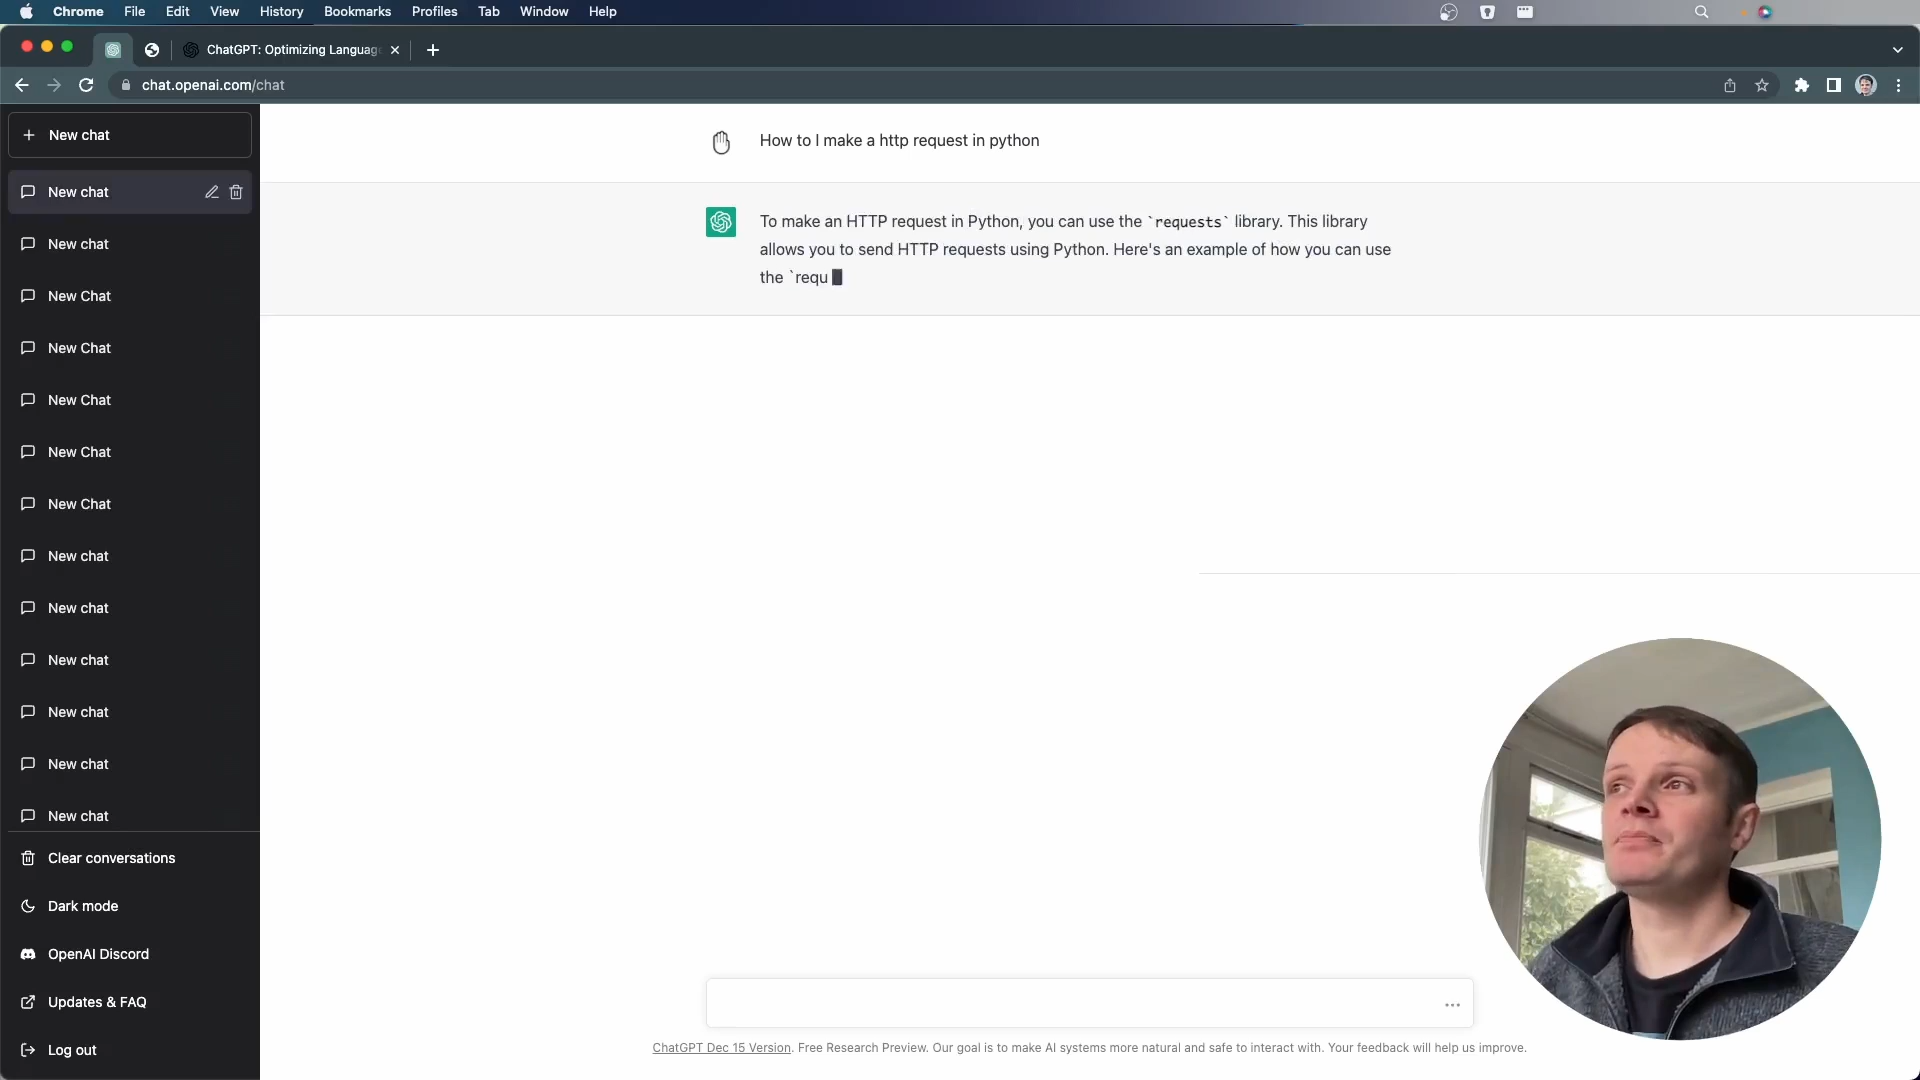 Chrome File Edit View History Bookmarks Profiles Tab Window Help
ChatGPT: Optimizing Languag
chat.openai.com/chat
New chat
New chat
New chat
New Chat
New Chat
New Chat
New Chat
New Chat
New chat
New chat
New chat
New chat
New chat
New chat
Clear conversations
Dark mode
OpenAI Discord
Updates & FAQ
Log out
How to I make a http request in python
To make an HTTP request in Python, you can use the `requests` library. This library
allows you to send HTTP requests using Python. Here's an example of how you can use
the `requ
ChatGPT Dec 15 Version. Free Research Preview. Our goal is to make AI systems more natural and safe to interact with. Your feedback will help us improve.